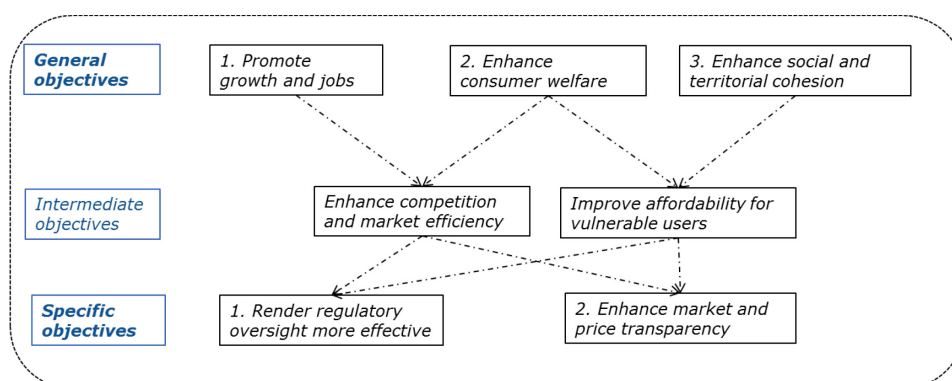 General
objectives
1. Promote
growth and jobs
2. Enhance
consumer welfare
3. Enhance social and
territorial cohesion
Intermediate
objectives
Enhance competition
and market efficiency
Improve affordability for
vulnerable users
Specific
objectives
1. Render regulatory
oversight more effective
2. Enhance market and
price transparency